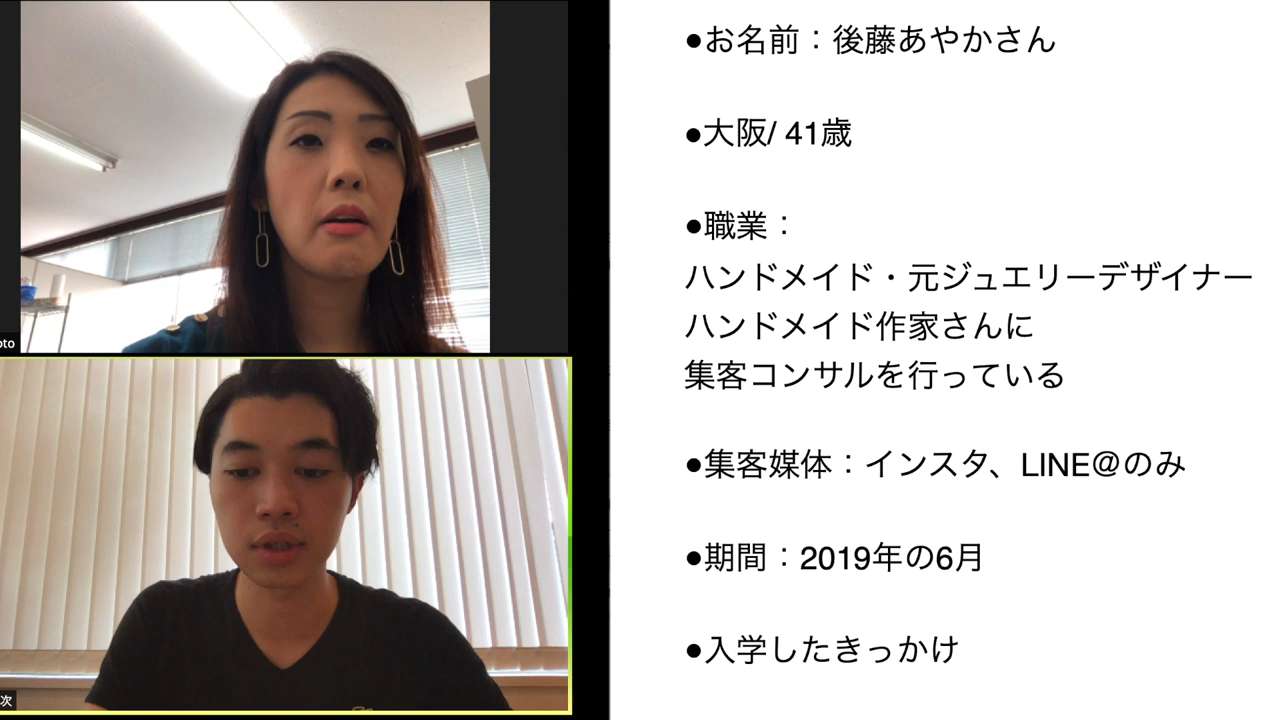 oto
次
●お名前：後藤あやかさん
●大阪/ 41歳
●職業：
ハンドメイド・元ジュエリーデザイナー
ハンドメイド作家さんに
集客コンサルを行っている
●集客媒体：インスタ、LINE@のみ
●期間：2019年の6月
●入学したきっかけ